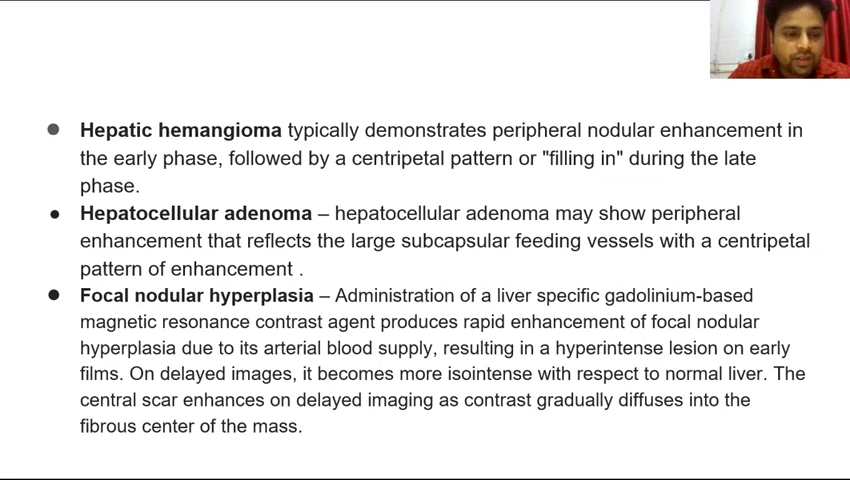 ● Hepatic hemangioma typically demonstrates peripheral nodular enhancement in
the early phase, followed by a centripetal pattern or "filling in" during the late
phase.
● Hepatocellular adenoma – hepatocellular adenoma may show peripheral
enhancement that reflects the large subcapsular feeding vessels with a centripetal
pattern of enhancement .
● Focal nodular hyperplasia – Administration of a liver specific gadolinium-based
magnetic resonance contrast agent produces rapid enhancement of focal nodular
hyperplasia due to its arterial blood supply, resulting in a hyperintense lesion on early
films. On delayed images, it becomes more isointense with respect to normal liver. The
central scar enhances on delayed imaging as contrast gradually diffuses into the
fibrous center of the mass.